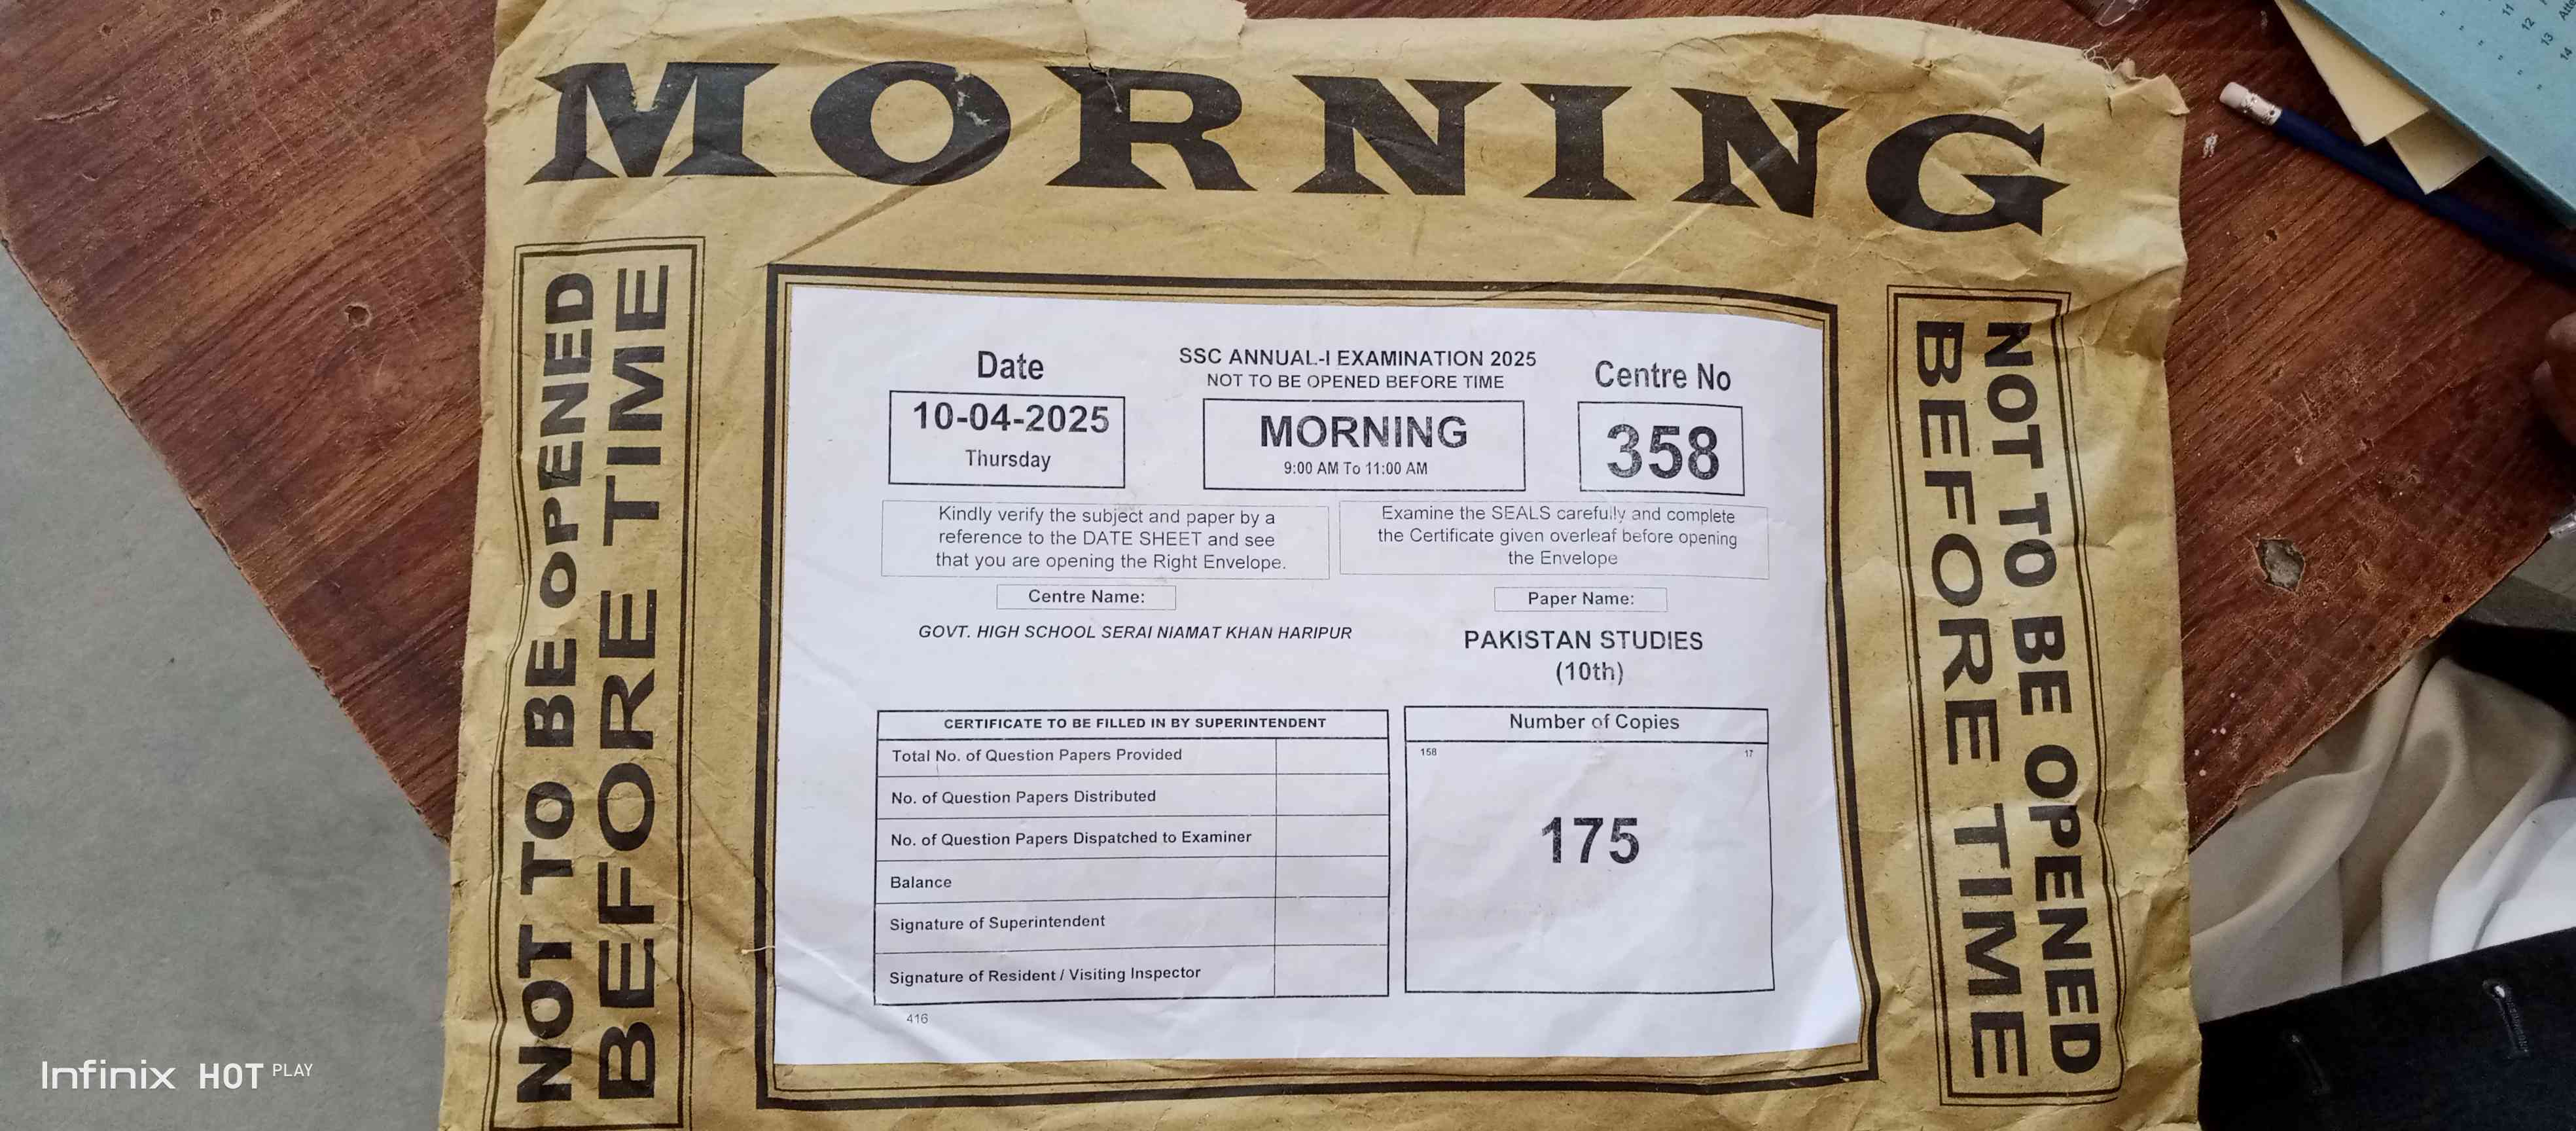 MORNING
NOT TO BE OPENED
BEFORE TIME
Date
10-04-2025
Thursday
SSC ANNUAL-I EXAMINATION 2025
NOT TO BE OPENED BEFORE TIME
MORNING
9:00 AM To 11:00 AM
Centre No
358
Kindly verify the subject and paper by a
reference to the DATE SHEET and see
that you are opening the Right Envelope.
Examine the SEALS carefully and complete
the Certificate given overleaf before opening
the Envelope
Centre Name:
GOVT. HIGH SCHOOL SERAI NIAMAT KHAN HARIPUR
Paper Name:
PAKISTAN STUDIES
(10th)
CERTIFICATE TO BE FILLED IN BY SUPERINTENDENT
Total No. of Question Papers Provided
No. of Question Papers Distributed
No. of Question Papers Dispatched to Examiner
Balance
Signature of Superintendent
Signature of Resident / Visiting Inspector
Number of Copies
158 17
175
416
NOT TO BE OPENED
BEFORE TIME
11
12
13
14
Infinix HOT PLAY